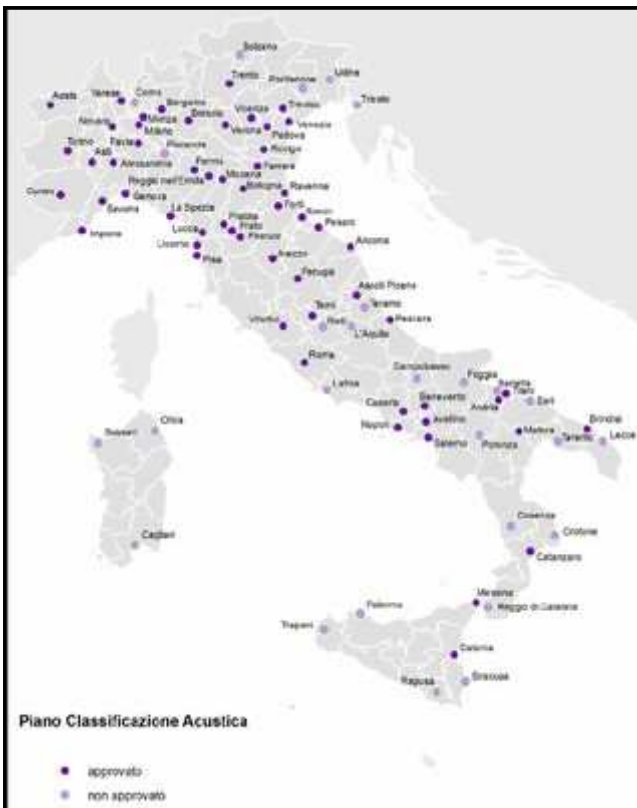 Bolzano
Udine
Trento
Pordenone
Aosta
Varese
Como
Bergamo
Vicenza
Treviso
Trieste
Novara
Monza
Brescia
Venezia
Milano
Verona
Padova
Torino
Pavia
Piacenza
Rovigo
Asti
Alessandria
Parma
Modena
Ferrara
Reggio nell'Emilia
Bologna
Ravenna
Cuneo
Genova
Forlì
Savona
La Spezia
Pistoia
Rimini
Imperia
Lucca
Prato
Pesaro
Firenze
Livorno
Ancona
Pisa
Arezzo
Perugia
Ascoli Piceno
Terni
Teramo
Viterbo
Rieti
Pescara
L'Aquila
Roma
Campobasso
Foggia
Latina
Barletta
Trani
Caserta
Benevento
Andria
Bari
Brindisi
Napoli
Avellino
Matera
Lecce
Salerno
Potenza
Taranto
Sassari
Olbia
Cosenza
Crotone
Cagliari
Catanzaro
Messina
Palermo
Reggio di Calabria
Trapani
Catania
Ragusa
Siracusa
Piano Classificazione Acustica
approvato
non approvato